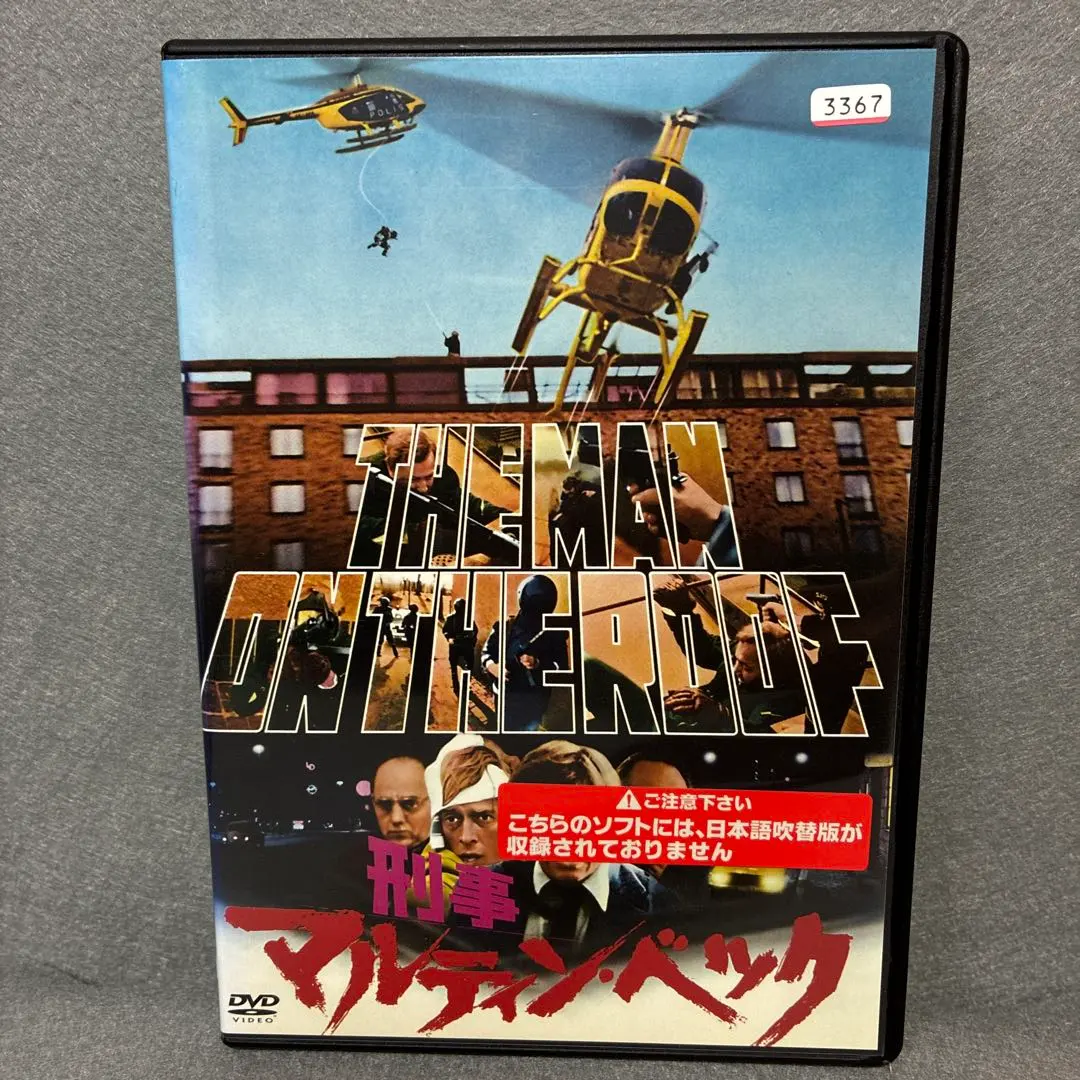 3367
POLIS
THE MAN
ON THE ROOF
⚠ご注意下さい
こちらのソフトには、日本語吹替版が
収録されておりません
刑事
マルティン・ベック
DVD
VIDEO